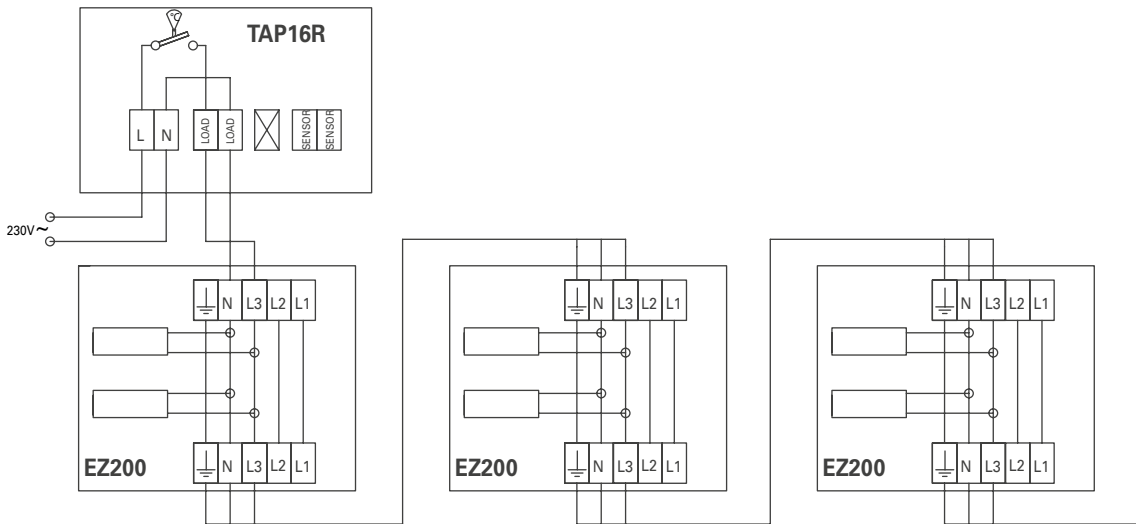 TAP16R
°C
L N LOAD LOAD SENSOR SENSOR
230V~
N L3 L2 L1
N L3 L2 L1
N L3 L2 L1
EZ200 N L3 L2 L1
EZ200 N L3 L2 L1
EZ200 N L3 L2 L1